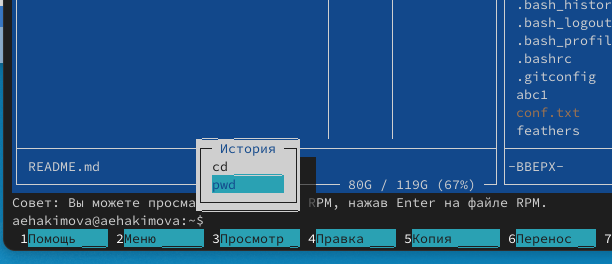 .bash_histor
.bash_logout
.bash_profil
.bashrc
.gitconfig
abc1
conf.txt
feathers
История
cd
pwd
README.md
-ВВЕРХ-
80G / 119G (67%)
Совет: Вы можете просма RPM, нажав Enter на файле RPM.
aehakimova@aehakimova:~$
1Помощь 2Меню 3Просмотр 4Правка 5Копия 6Перенос 7